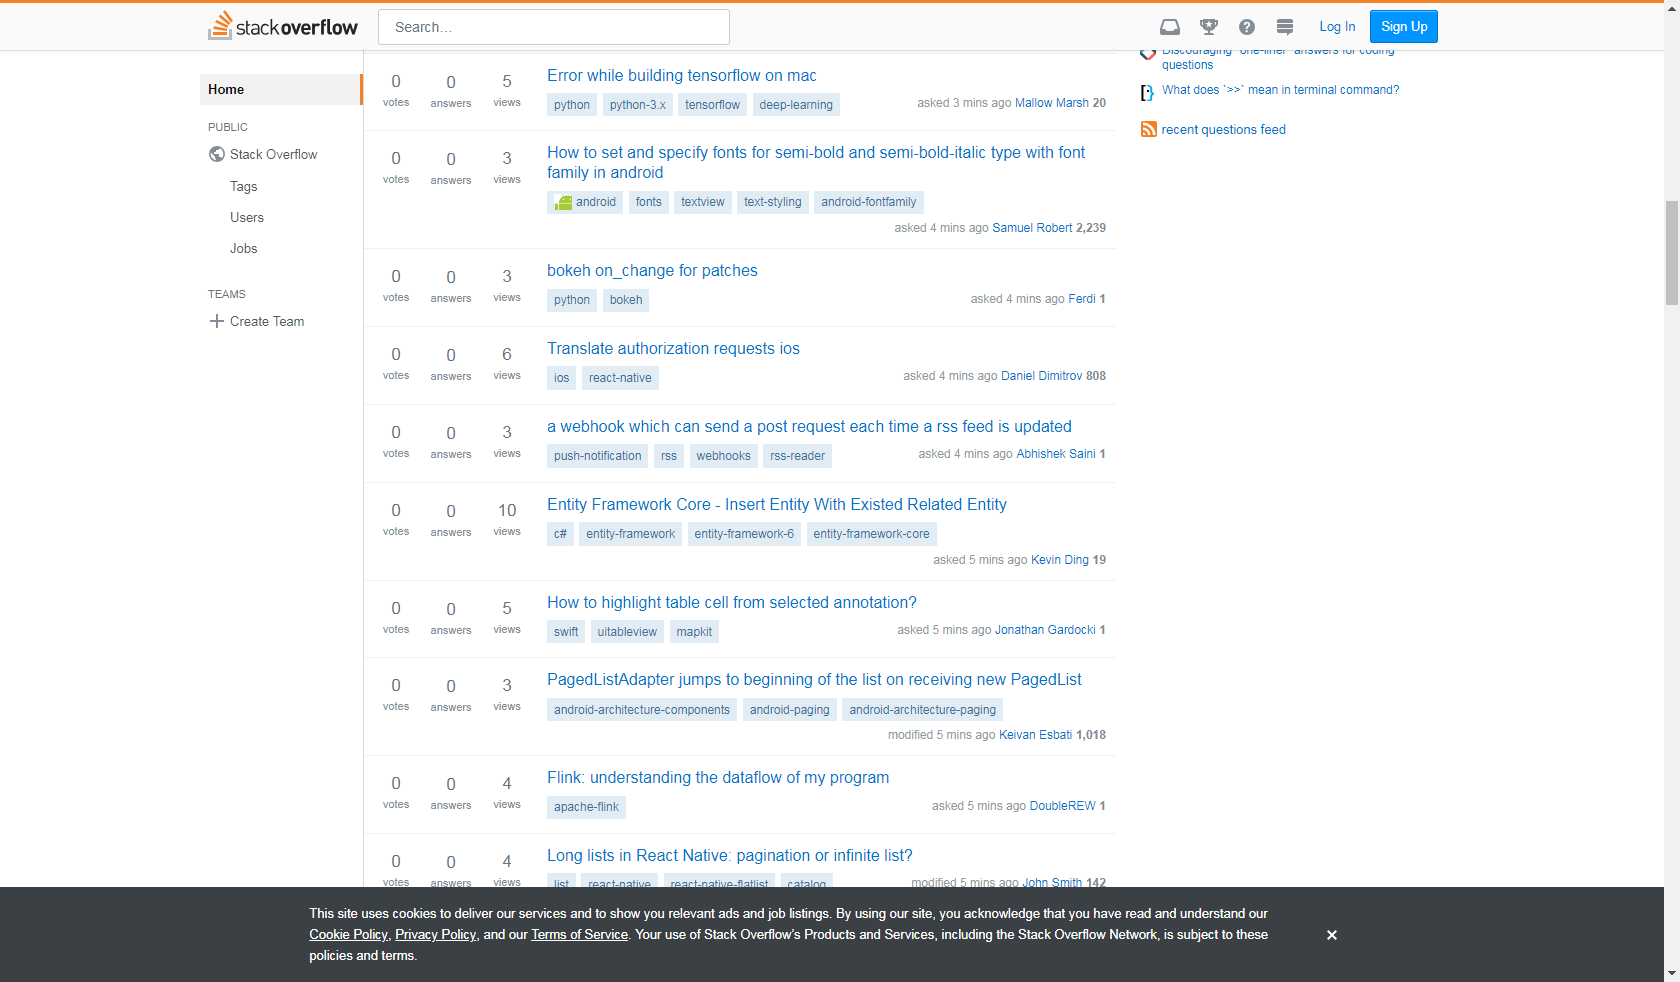 stackoverflow
Search...
Log In
Sign Up
Home
PUBLIC
Stack Overflow
Tags
Users
Jobs
TEAMS
Create Team
0 votes 0 answers 5 views
Error while building tensorflow on mac
python python-3.x tensorflow deep-learning
asked 3 mins ago Mallow Marsh 20
0 votes 0 answers 3 views
How to set and specify fonts for semi-bold and semi-bold-italic type with font
family in android
android fonts textview text-styling android-fontfamily
asked 4 mins ago Samuel Robert 2,239
0 votes 0 answers 3 views
bokeh on_change for patches
python bokeh
asked 4 mins ago Ferdi 1
0 votes 0 answers 6 views
Translate authorization requests ios
ios react-native
asked 4 mins ago Daniel Dimitrov 808
0 votes 0 answers 3 views
a webhook which can send a post request each time a rss feed is updated
push-notification rss webhooks rss-reader
asked 4 mins ago Abhishek Saini 1
0 votes 0 answers 10 views
Entity Framework Core - Insert Entity With Existed Related Entity
c# entity-framework entity-framework-6 entity-framework-core
asked 5 mins ago Kevin Ding 19
0 votes 0 answers 5 views
How to highlight table cell from selected annotation?
swift uitableview mapkit
asked 5 mins ago Jonathan Gardocki 1
0 votes 0 answers 3 views
PagedListAdapter jumps to beginning of the list on receiving new PagedList
android-architecture-components android-paging android-architecture-paging
modified 5 mins ago Keivan Esbati 1,018
0 votes 0 answers 4 views
Flink: understanding the dataflow of my program
apache-flink
asked 5 mins ago DoubleREW 1
0 votes 0 answers 4 views
Long lists in React Native: pagination or infinite list?
list react-native react-native-flatlist catalog
modified 5 mins ago John Smith 142
Discouraging "one-liner" answers for coding
questions
What does `>>` mean in terminal command?
recent questions feed
This site uses cookies to deliver our services and to show you relevant ads and job listings. By using our site, you acknowledge that you have read and understand our
Cookie Policy, Privacy Policy, and our Terms of Service. Your use of Stack Overflow's Products and Services, including the Stack Overflow Network, is subject to these
policies and terms.